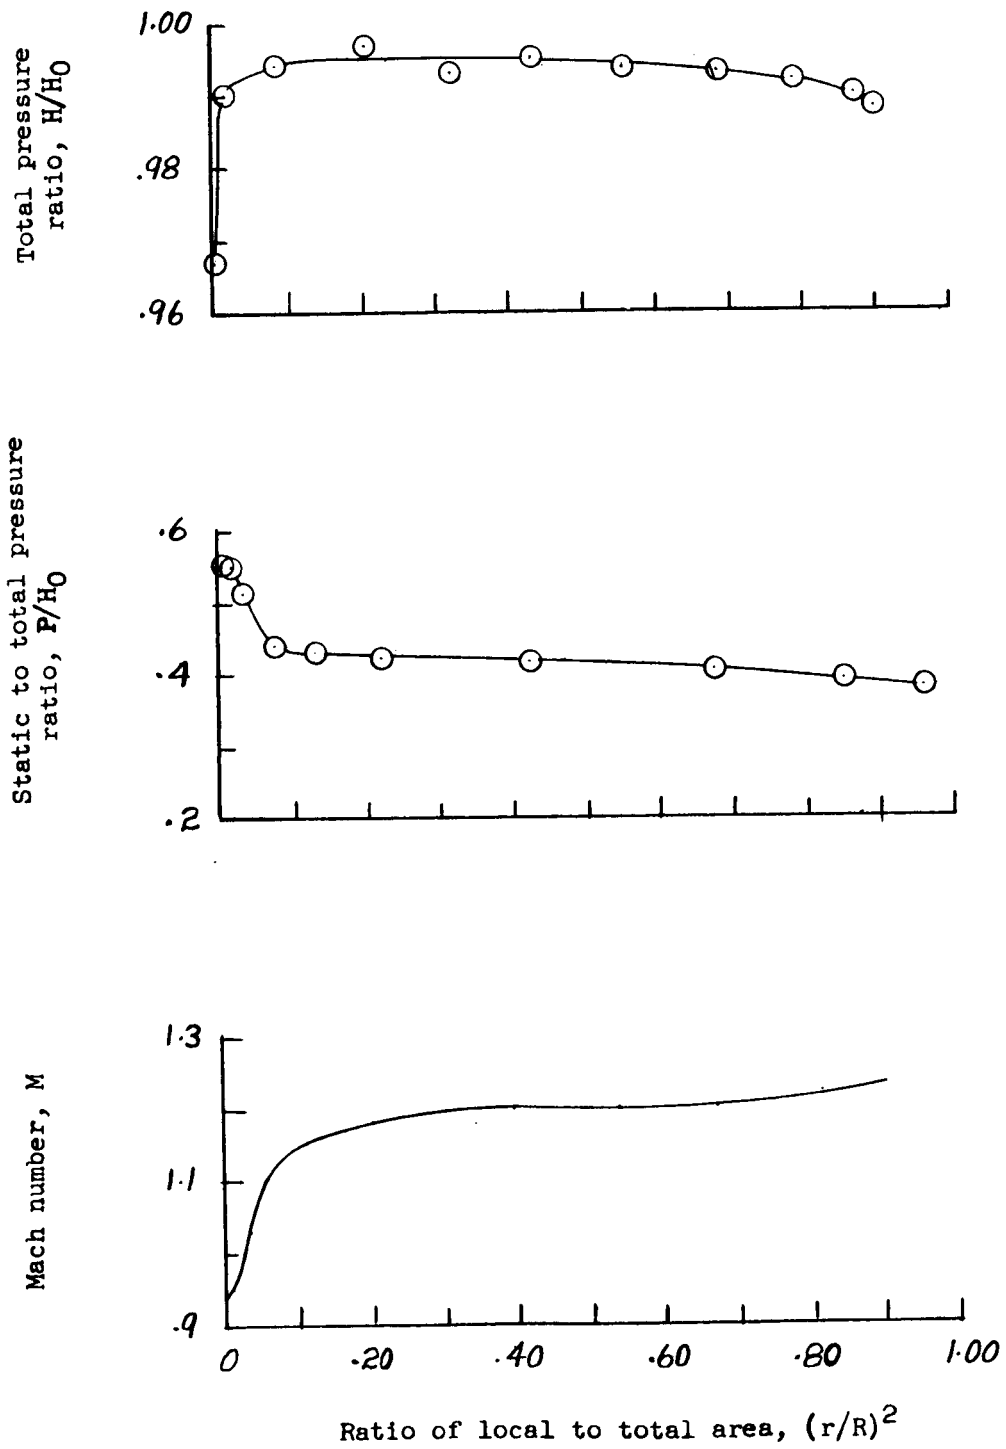 Total pressure
ratio, H/H0
1.00
.98
.96
Static to total pressure
ratio, P/H0
.6
.4
.2
Mach number, M
1.3
1.1
.9
0 .20 .40 .60 .80 1.00
Ratio of local to total area, (r/R)2